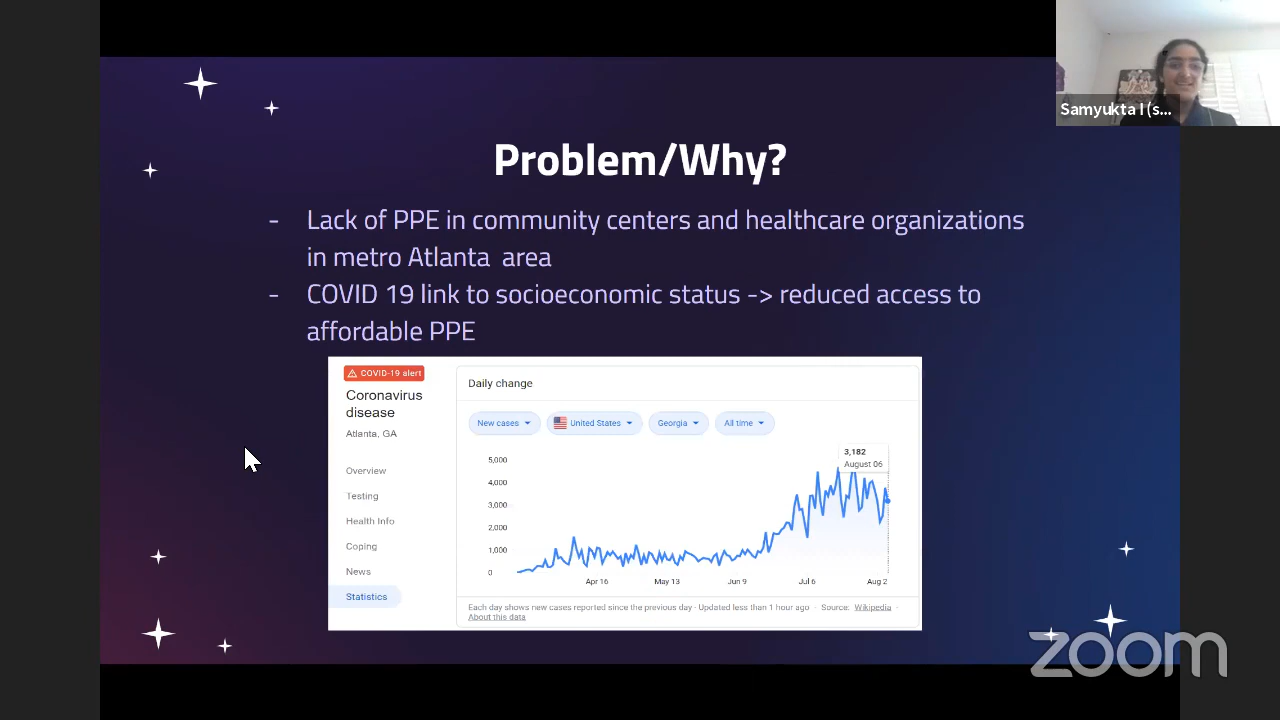 Samyukta I (s...
Problem/Why?
- Lack of PPE in community centers and healthcare organizations
in metro Atlanta area
- COVID 19 link to socioeconomic status -> reduced access to
affordable PPE
COVID-19 alert
Coronavirus
disease
Atlanta, GA
Overview
Testing
Health Info
Coping
News
Statistics
Daily change
New cases United States Georgia All time
3,182
August 06
5,000
4,000
3,000
2,000
1,000
0
Apr 16 May 13 Jun 9 Jul 6 Aug 2
Each day shows new cases reported since the previous day · Updated less than 1 hour ago · Source: Wikipedia ·
About this data
zoom